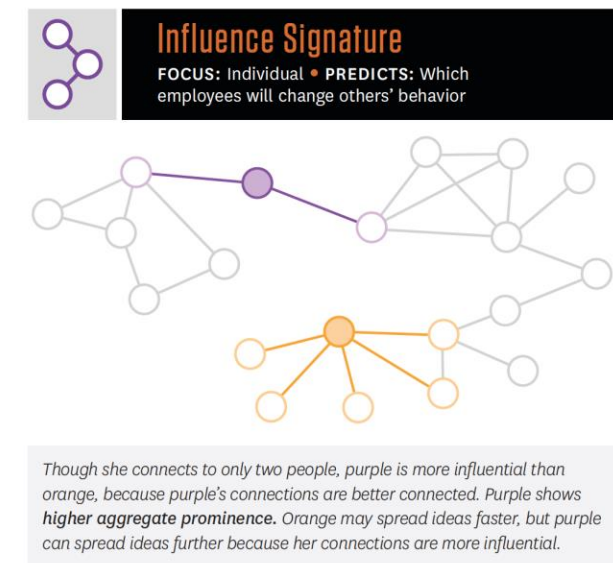 Influence Signature
FOCUS: Individual • PREDICTS: Which
employees will change others’ behavior
Though she connects to only two people, purple is more influential than
orange, because purple’s connections are better connected. Purple shows
higher aggregate prominence. Orange may spread ideas faster, but purple
can spread ideas further because her connections are more influential.